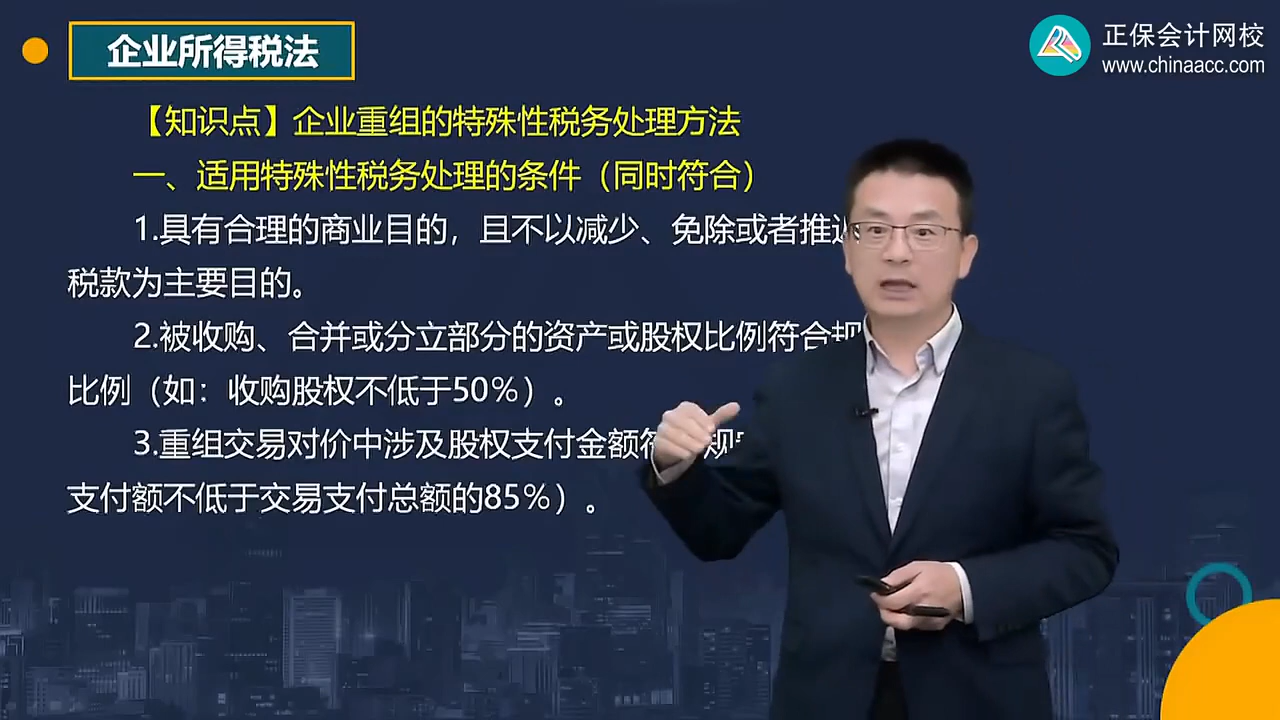 企业所得税法
正保会计网校
www.chinaacc.com
【知识点】企业重组的特殊性税务处理方法
一、适用特殊性税务处理的条件（同时符合）
1.具有合理的商业目的，且不以减少、免除或者推
税款为主要目的。
2.被收购、合并或分立部分的资产或股权比例符合
比例（如：收购股权不低于50%）。
3.重组交易对价中涉及股权支付金额
支付额不低于交易支付总额的85%）。